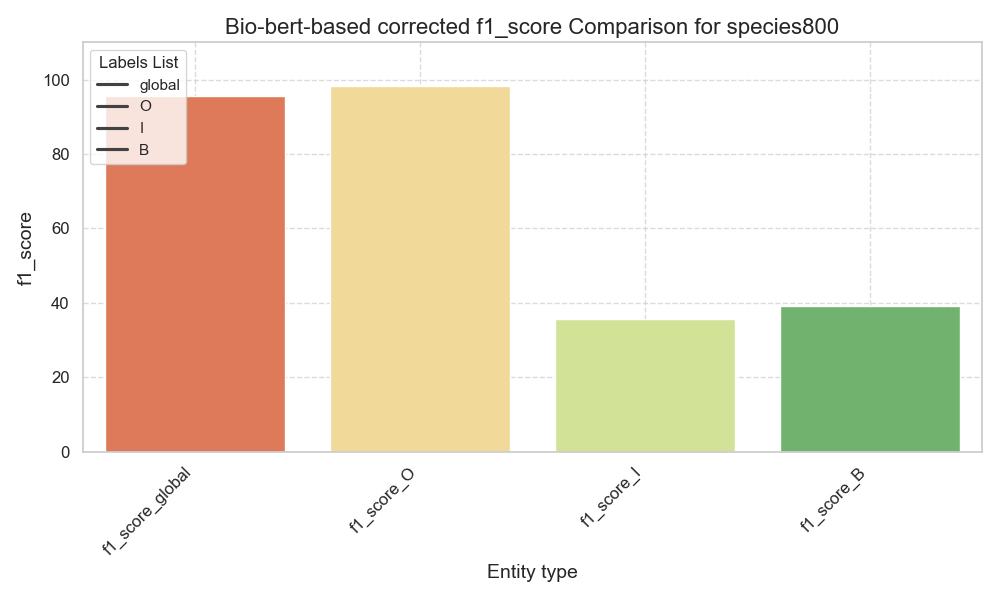 Bio-bert-based corrected f1_score Comparison for species800
Labels List
global
O
I
B
100
80
60
40
20
0
f1_score
f1_score_global
f1_score_O
f1_score_I
f1_score_B
Entity type